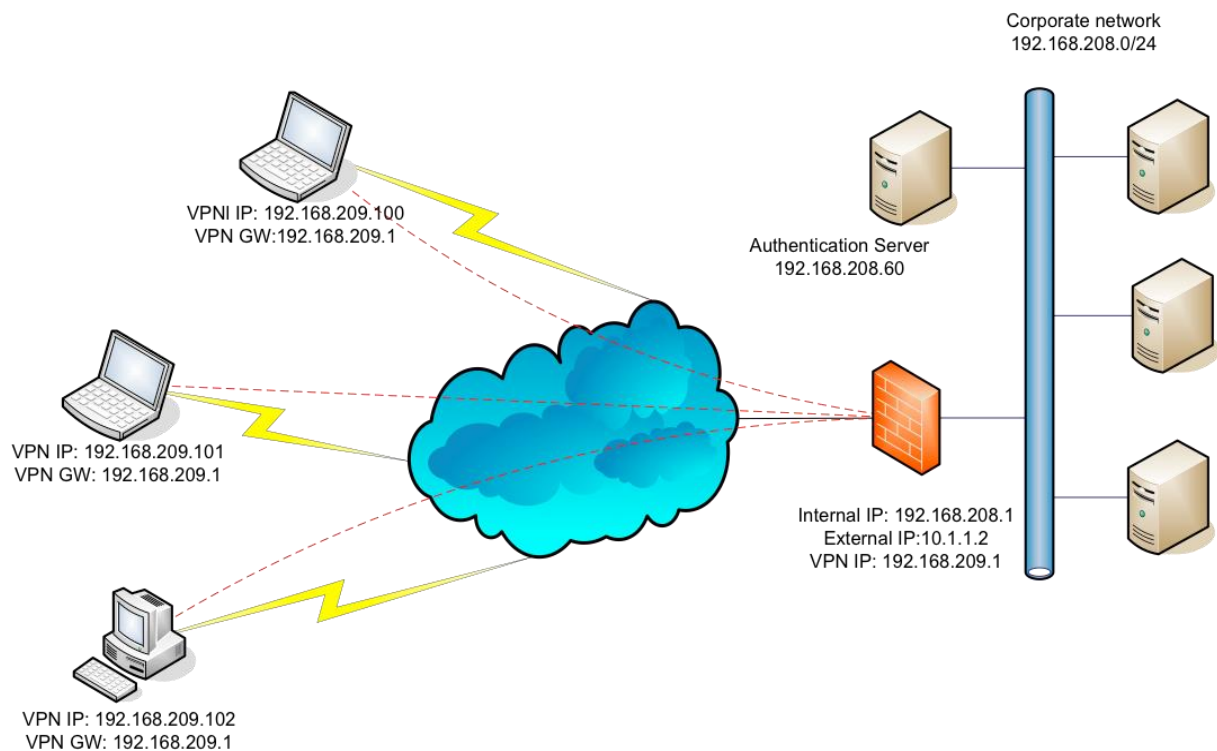 Corporate network
192.168.208.0/24
VPNI IP: 192.168.209.100
VPN GW:192.168.209.1
Authentication Server
192.168.208.60
VPN IP: 192.168.209.101
VPN GW: 192.168.209.1
Internal IP: 192.168.208.1
External IP:10.1.1.2
VPN IP: 192.168.209.1
VPN IP: 192.168.209.102
VPN GW: 192.168.209.1